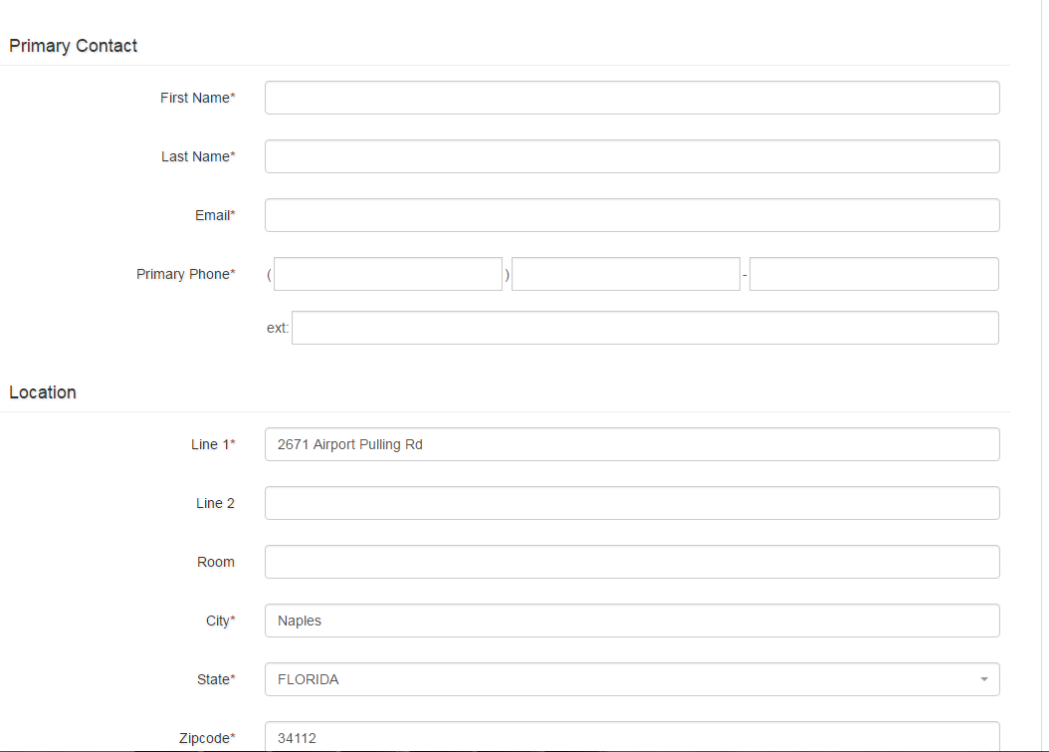 Primary Contact
First Name*
Last Name*
Email*
Primary Phone* ( ) -
ext:
Location
Line 1* 2671 Airport Pulling Rd
Line 2
Room
City* Naples
State* FLORIDA
Zipcode* 34112